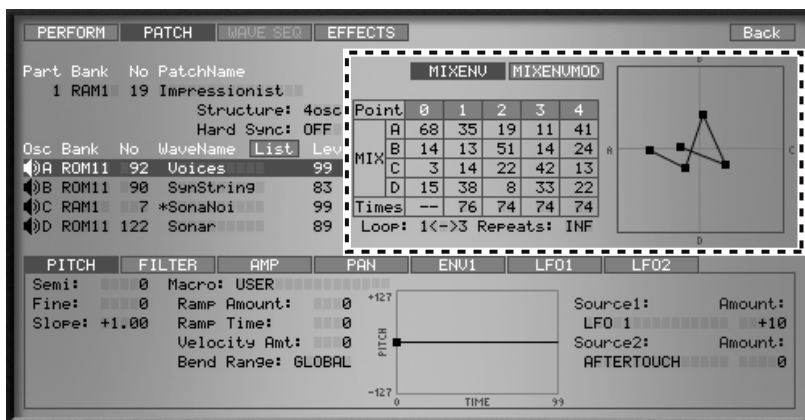 PERFORM PATCH WAVE SEQ EFFECTS Back
Part Bank No PatchName
1 RAM1 19 Impressionist
Structure: 4osc
Hard Sync: OFF
Osc Bank No WaveName List Lev
A ROM11 92 Voices 99
B ROM11 90 SynString 83
C RAM1 7 *SonaNoi 99
D ROM11 122 Sonar 89
MIXENV MIXENVMOD
Point 0 1 2 3 4
MIX
A 68 35 19 11 41
B 14 13 51 14 24
C 3 14 22 42 13
D 15 38 8 33 22
Times -- 76 74 74 74
Loop: 1<->3 Repeats: INF
B
A C
D
PITCH FILTER AMP PAN ENV1 LFO1 LFO2
Semi: 0 Macro: USER
Fine: 0 Ramp Amount: 0
Slope: +1.00 Ramp Time: 0
Velocity Amt: 0
Bend Range: GLOBAL
+127
PITCH
-127
0 TIME 99
Source1: Amount:
LFO 1 +10
Source2: Amount:
AFTERTOUCH 0